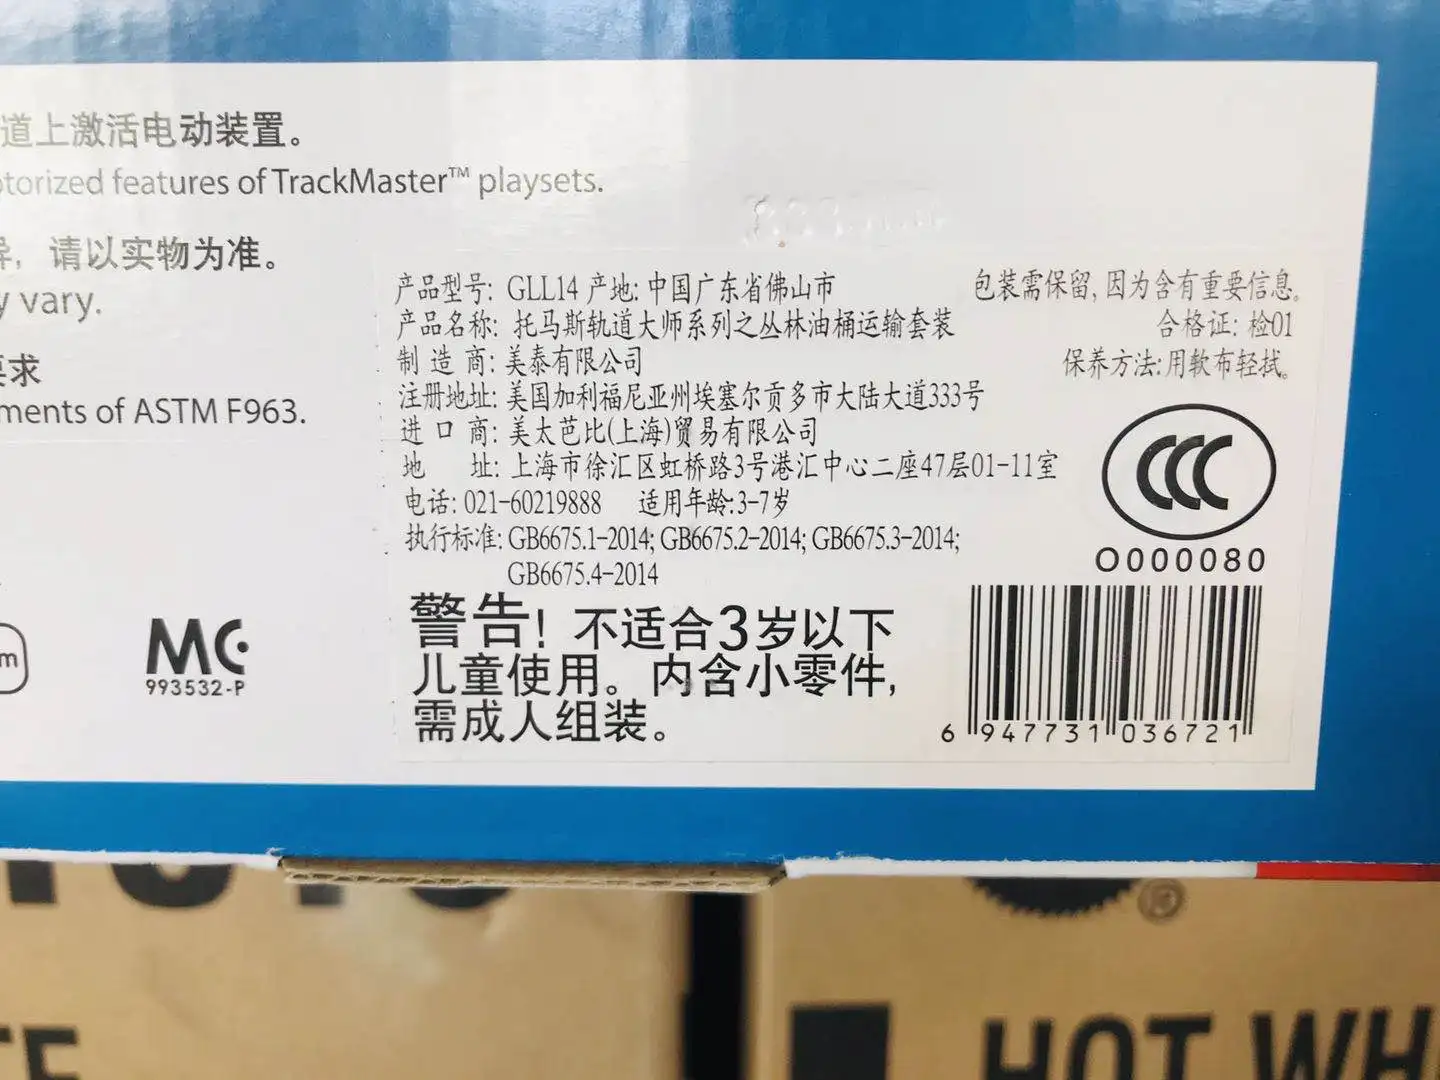 道上激活电动装置。
torized features of TrackMaster™ playsets.
请以实物为准。
vary.
求
ments of ASTM F963.
m
MC
993532-P
产品型号: GLL14 产地: 中国广东省佛山市
产品名称: 托马斯轨道大师系列之丛林油桶运输套装
制 造 商: 美泰有限公司
注册地址: 美国加利福尼亚州埃塞尔贡多市大陆大道333号
进 口 商: 美太芭比(上海)贸易有限公司
地 址: 上海市徐汇区虹桥路3号港汇中心二座47层01-11室
电话: 021-60219888 适用年龄:3-7岁
执行标准: GB6675.1-2014; GB6675.2-2014; GB6675.3-2014;
GB6675.4-2014
警告! 不适合3岁以下
儿童使用。内含小零件,
需成人组装。
包装需保留, 因为含有重要信息。
合格证: 检01
保养方法:用软布轻拭。
CCC
O000080
6 947731 036721
HOT WH